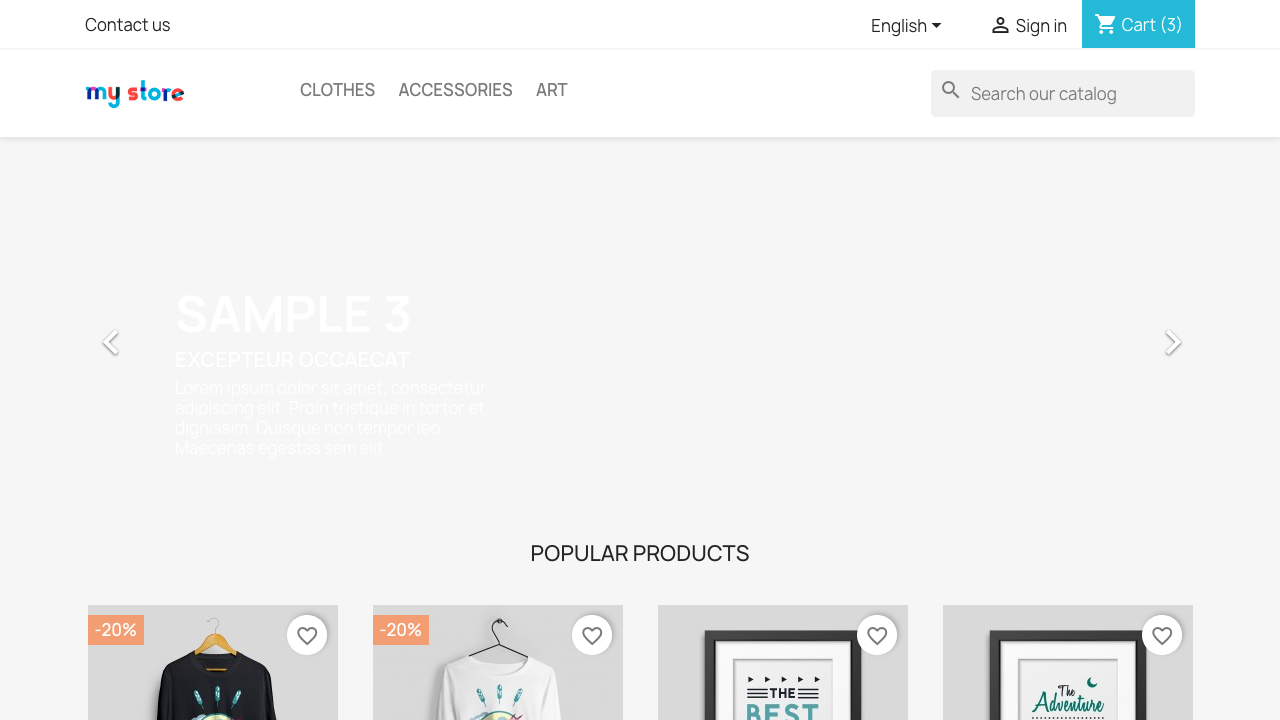 Contact us
English
Sign in
Cart (3)
my store
CLOTHES ACCESSORIES ART
Search our catalog
SAMPLE 3
EXCEPTEUR OCCAECAT
Lorem ipsum dolor sit amet, consectetur
adipiscing elit. Proin tristique in tortor et
dignissim. Quisque non tempor leo.
Maecenas egestas sem elit
POPULAR PRODUCTS
-20%
-20%
THE
BEST
The
Adventure